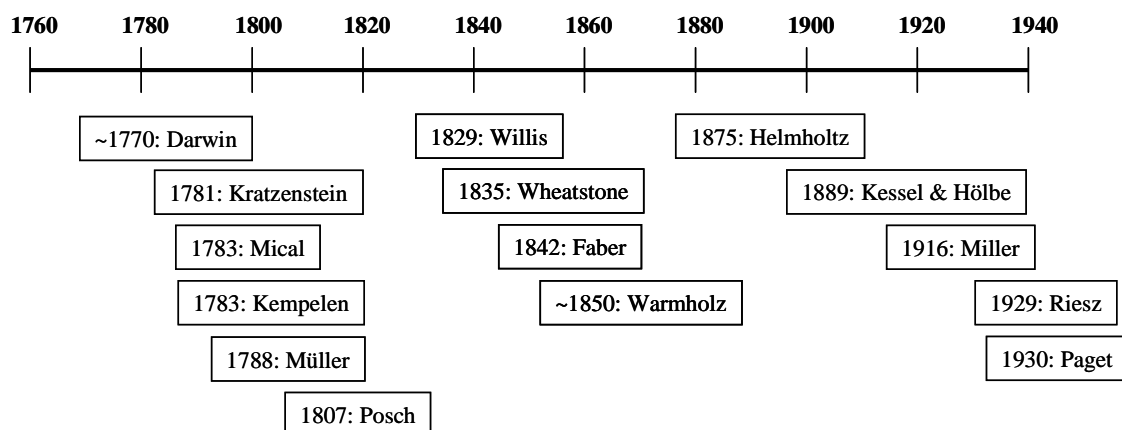 1760 1780 1800 1820 1840 1860 1880 1900 1920 1940
~1770: Darwin
1781: Kratzenstein
1783: Mical
1783: Kempelen
1788: Müller
1807: Posch
1829: Willis
1835: Wheatstone
1842: Faber
~1850: Warmholz
1875: Helmholtz
1889: Kessel & Hölbe
1916: Miller
1929: Riesz
1930: Paget